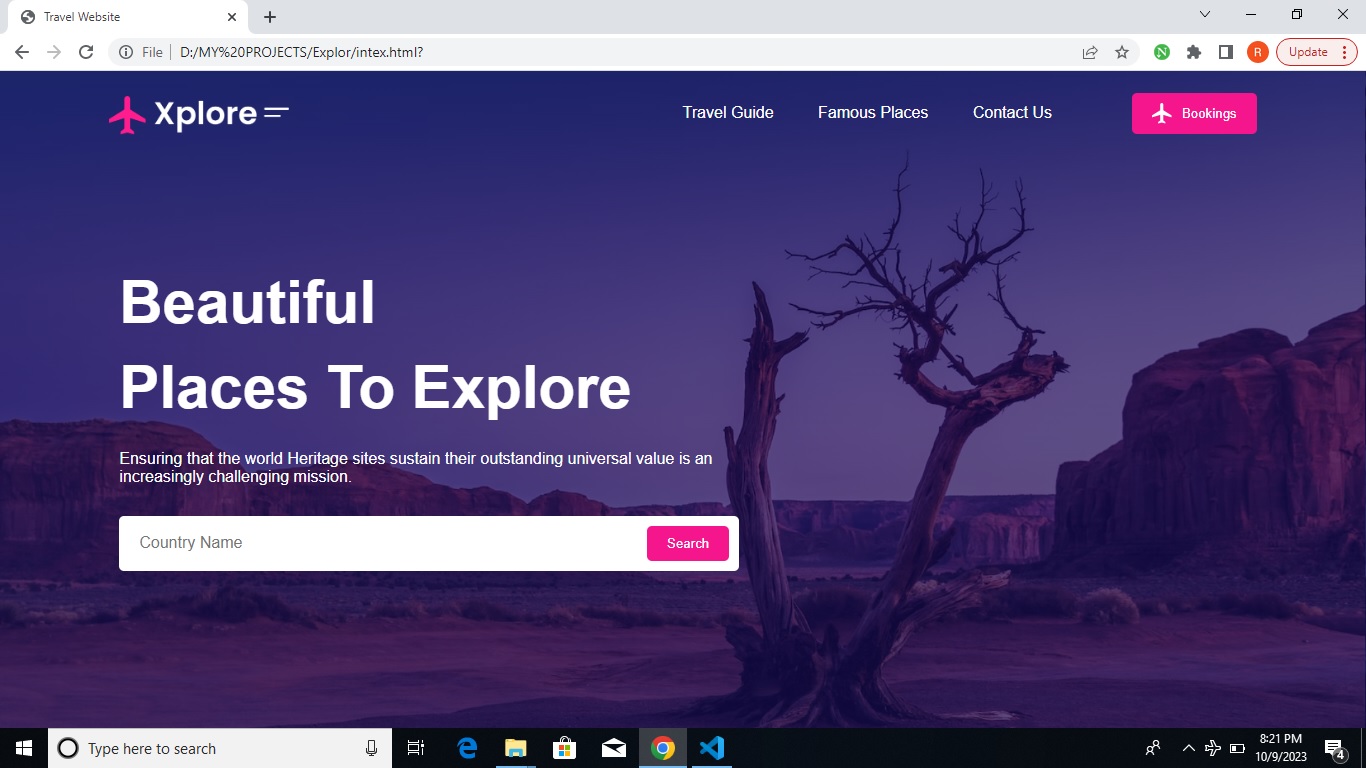 Travel Website
File
D:/MY%20PROJECTS/Explor/intex.html?
N
R
Update
Xplore
Travel Guide
Famous Places
Contact Us
Bookings
Beautiful
Places To Explore
Ensuring that the world Heritage sites sustain their outstanding universal value is an
increasingly challenging mission.
Country Name
Search
Type here to search
8:21 PM
10/9/2023
4